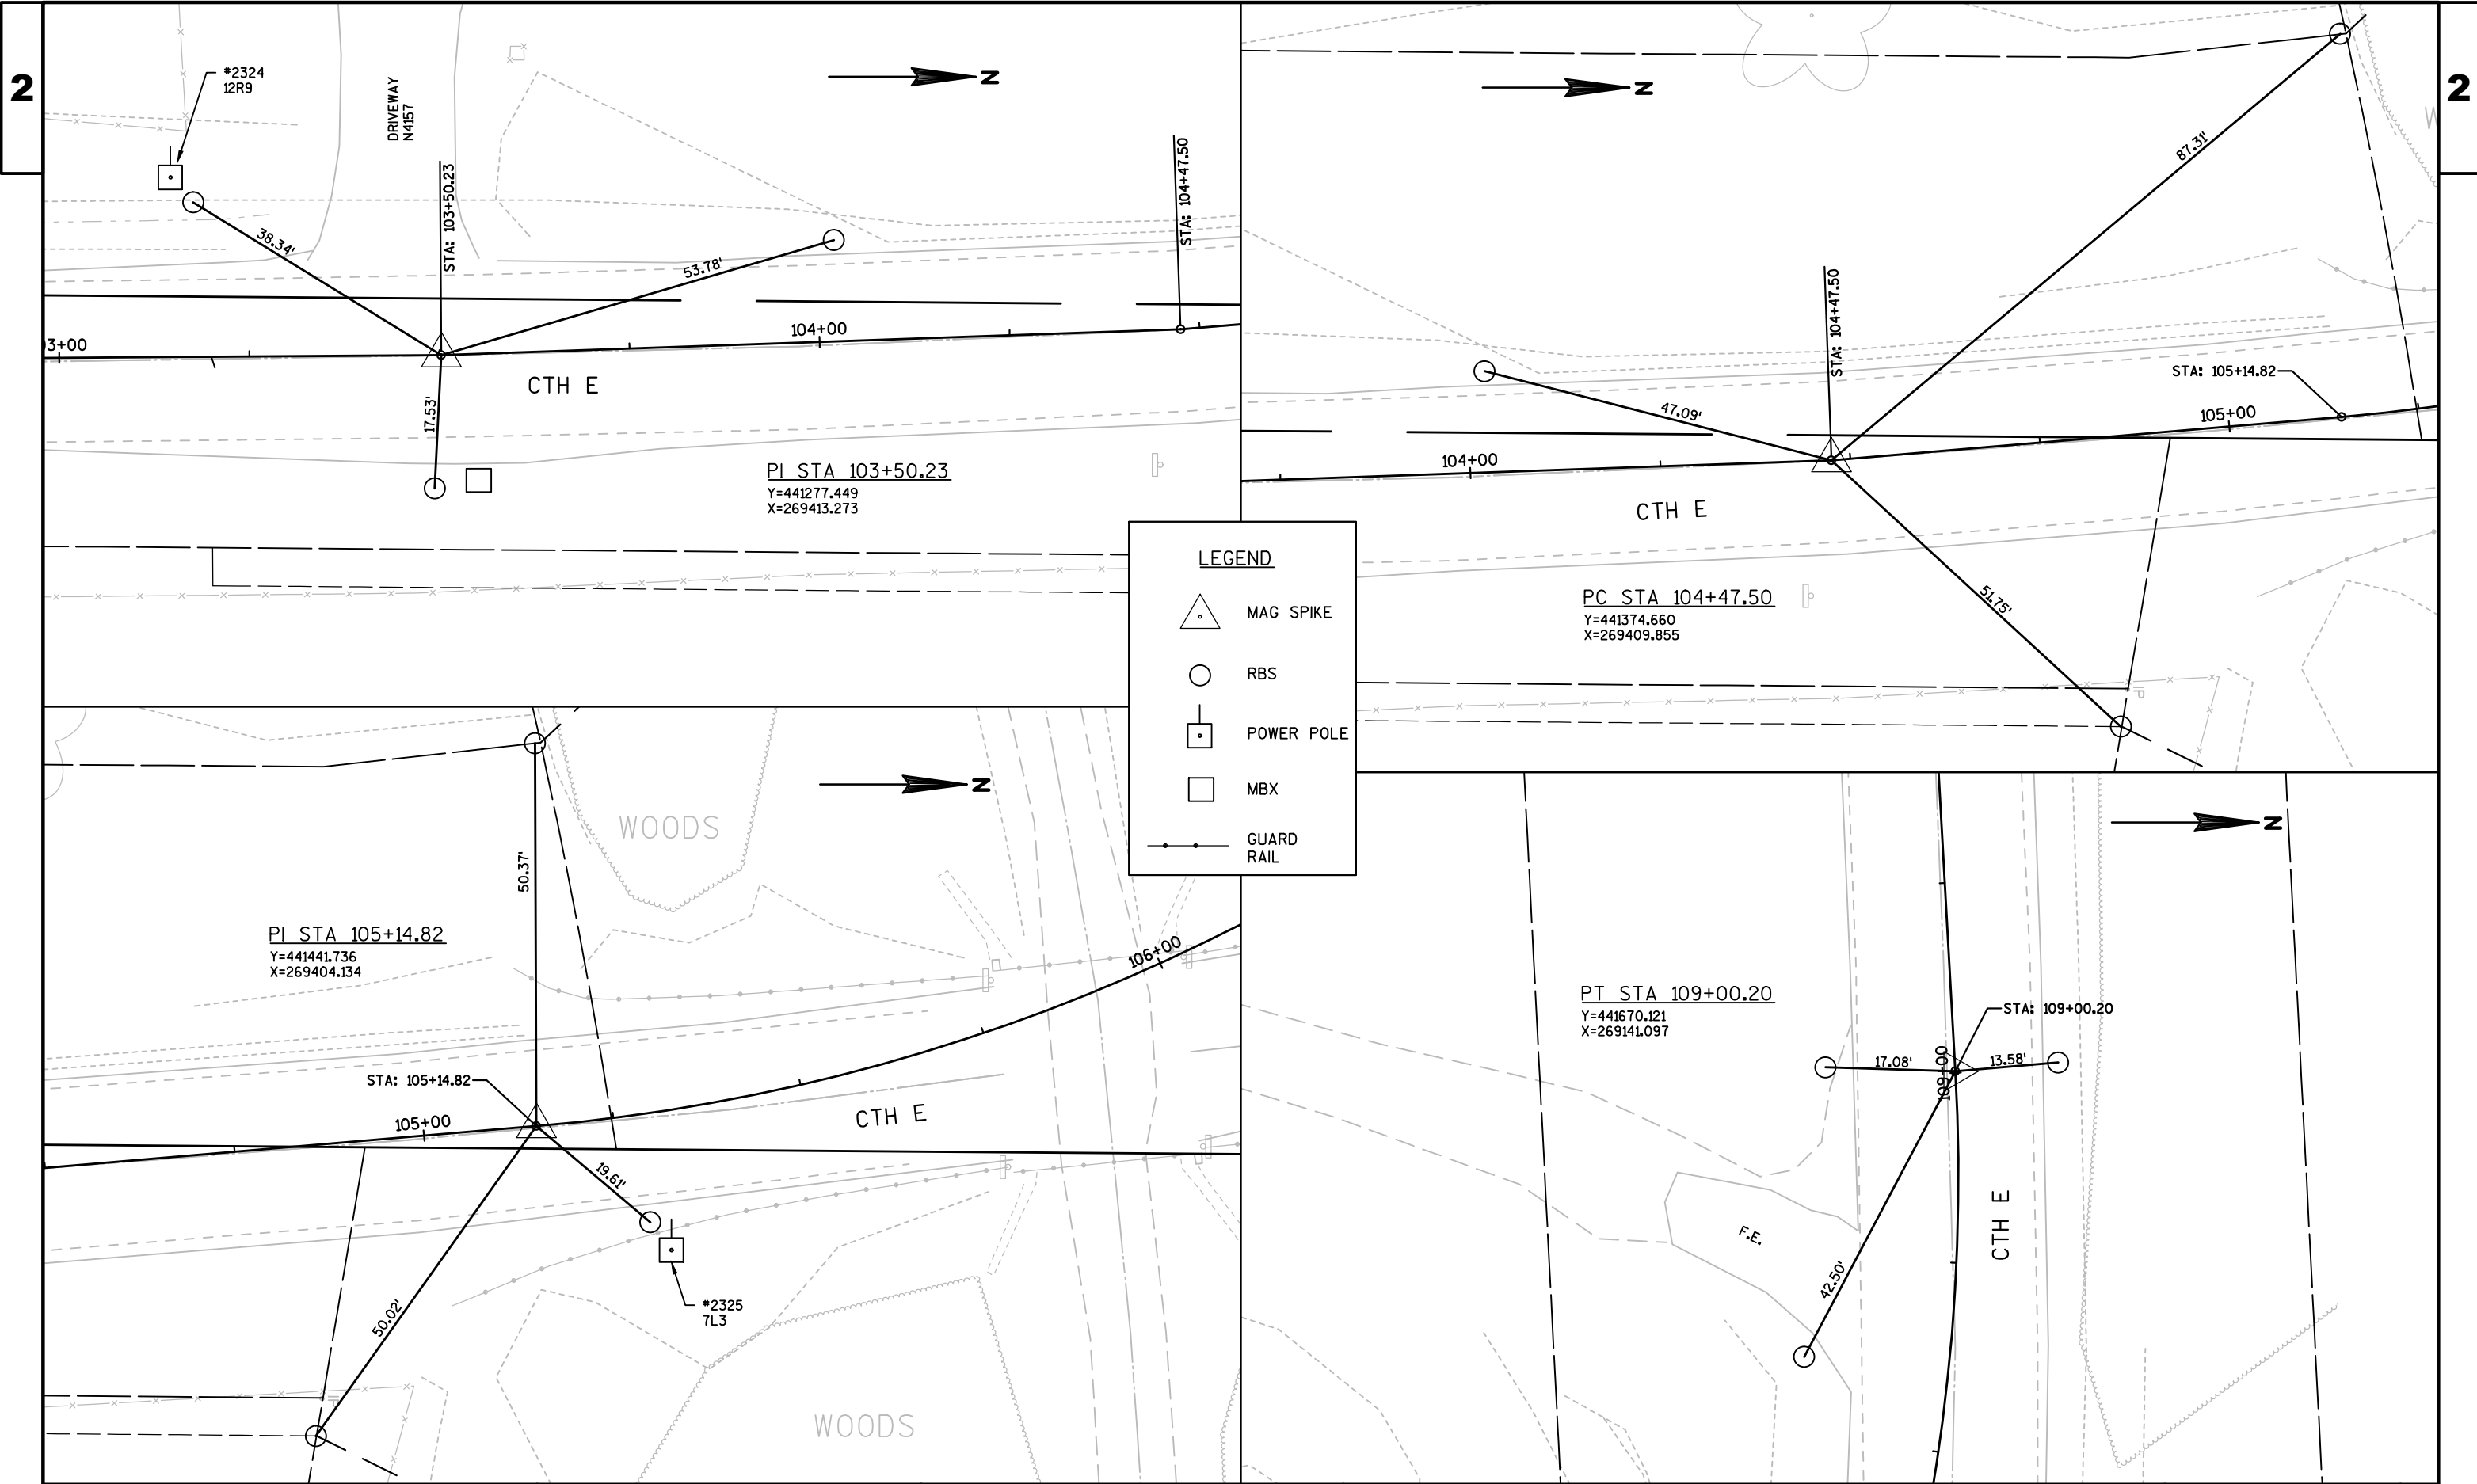 2
#2324
12R9
DRIVEWAY
N4157
N
STA: 103+50.23
STA: 104+47.50
38.34'
53.78'
3+00
104+00
CTH E
17.53'
PI STA 103+50.23
Y=441277.449
X=269413.273
N
87.31'
2
STA: 104+47.50
47.09'
STA: 105+14.82
105+00
104+00
CTH E
PC STA 104+47.50
Y=441374.660
X=269409.855
51.75'
LEGEND
MAG SPIKE
RBS
POWER POLE
MBX
GUARD
RAIL
N
WOODS
50.37'
PI STA 105+14.82
Y=441441.736
X=269404.134
106+00
STA: 105+14.82
105+00
CTH E
19.61'
#2325
7L3
50.02'
WOODS
N
PT STA 109+00.20
Y=441670.121
X=269141.097
STA: 109+00.20
17.08'
109+00
13.58'
F.E.
CTH E
42.50'